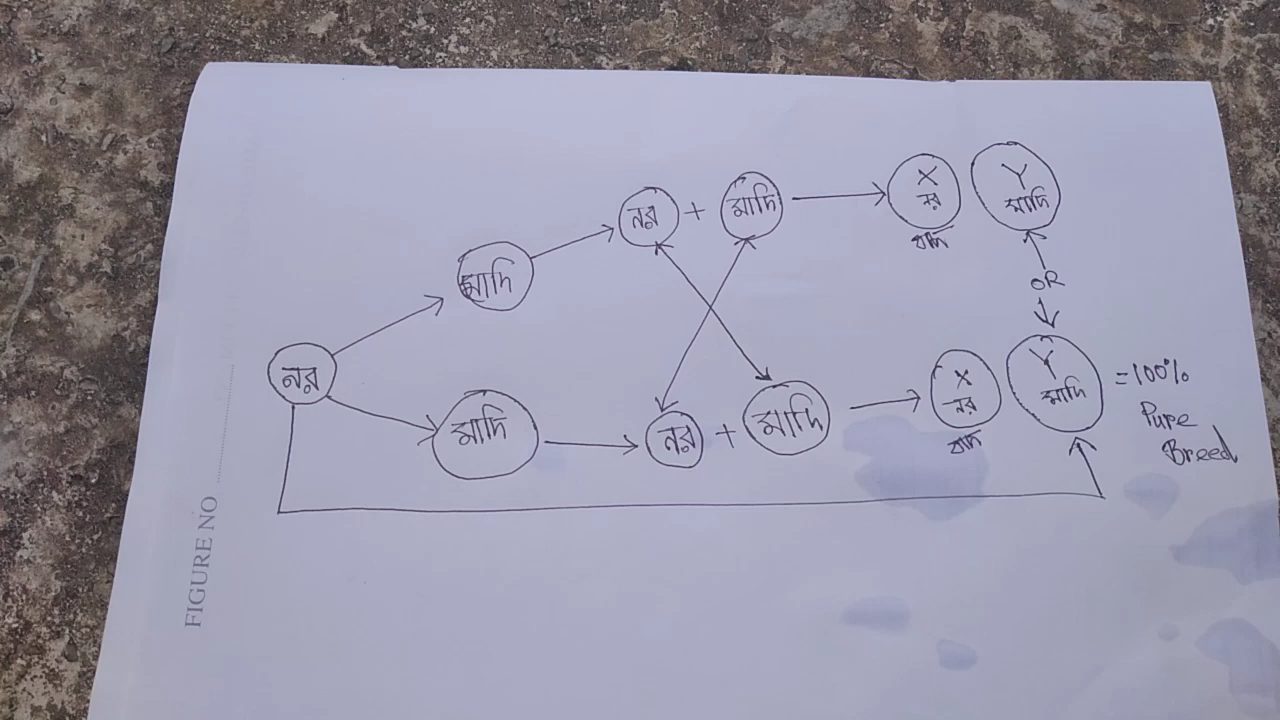 নর + মাদি
X
নর
বাদ
Y
মাদি
মাদি
OR
নর
মাদি
নর + মাদি
X
নর
বাদ
Y
মাদি
=100%
Pure
Breed
FIGURE NO